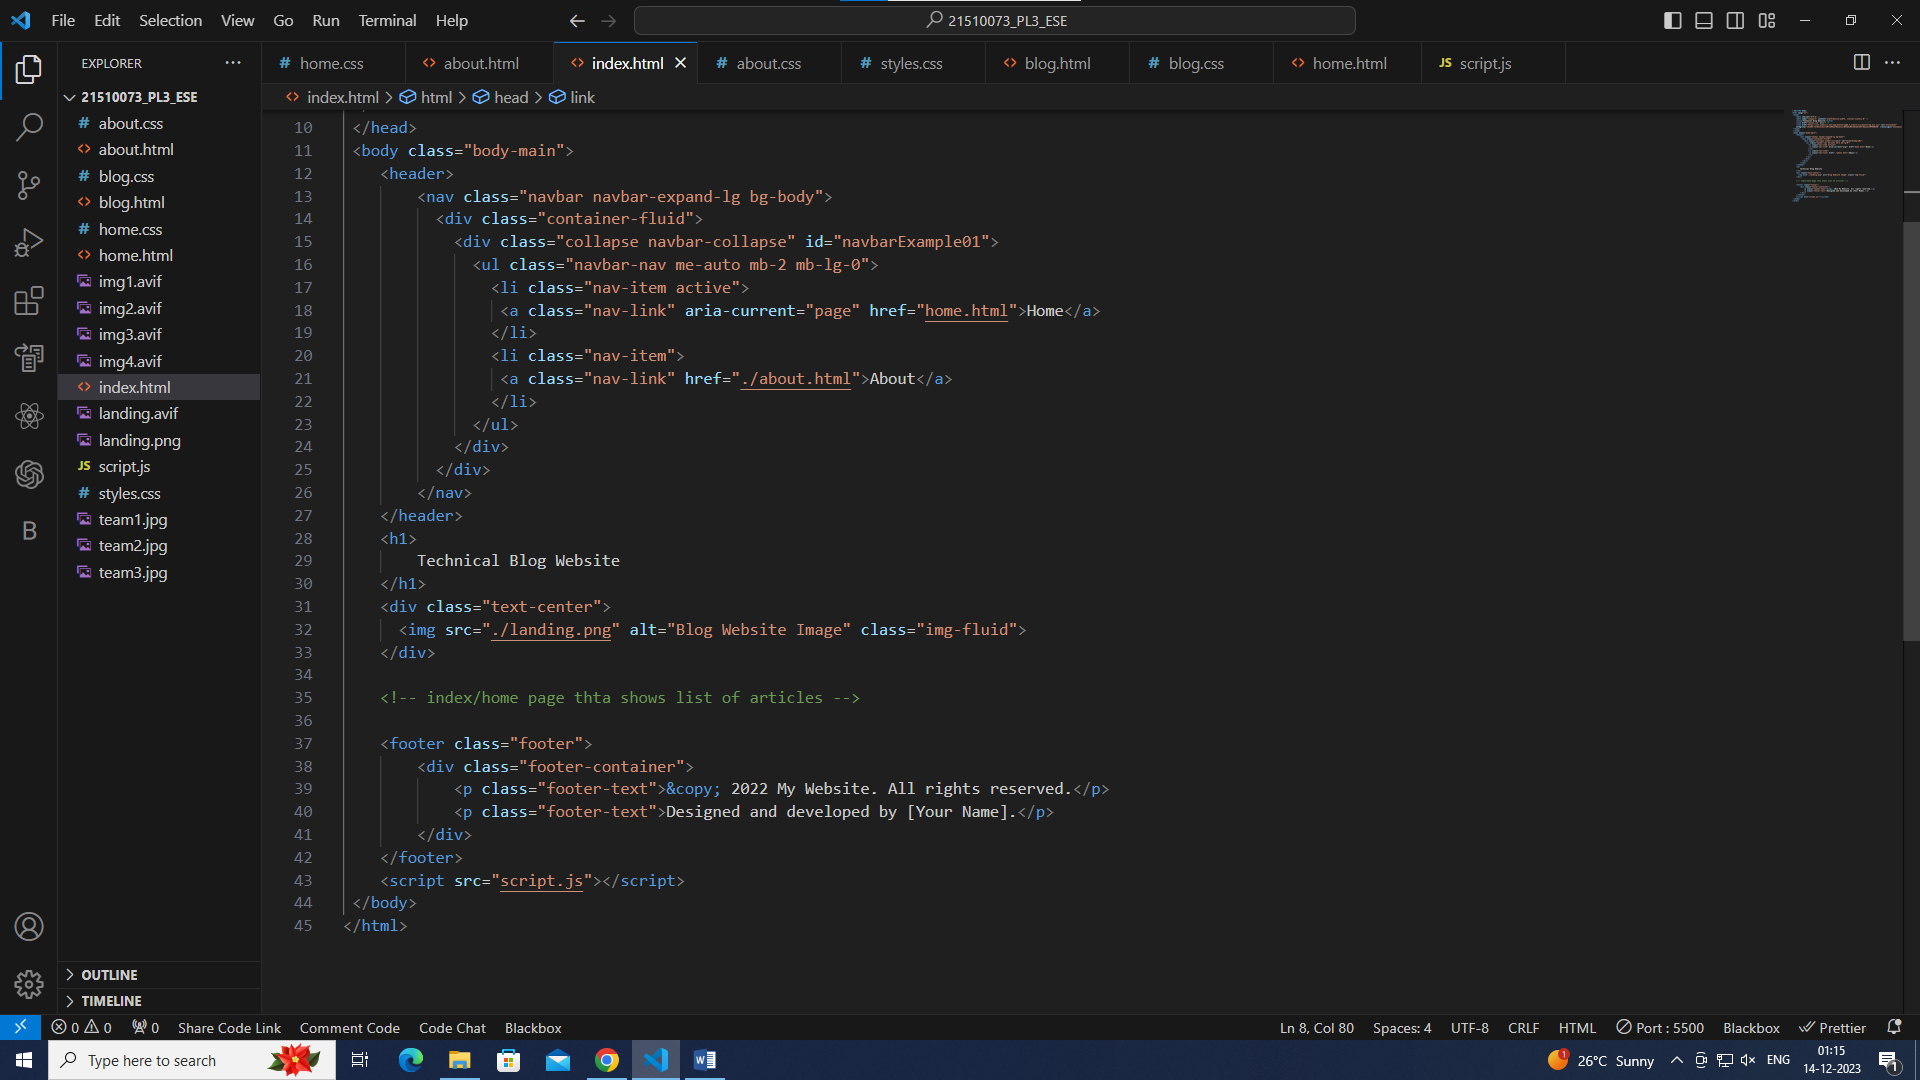 File Edit Selection View Go Run Terminal Help
21510073_PL3_ESE
EXPLORER
21510073_PL3_ESE
# about.css
<> about.html
# blog.css
<> blog.html
# home.css
<> home.html
img1.avif
img2.avif
img3.avif
img4.avif
<> index.html
landing.avif
landing.png
JS script.js
# styles.css
team1.jpg
team2.jpg
team3.jpg
B
OUTLINE
TIMELINE
# home.css <> about.html <> index.html # about.css # styles.css <> blog.html # blog.css <> home.html JS script.js
<> index.html > html > head > link
10 </head>
11 <body class="body-main">
12 <header>
13 <nav class="navbar navbar-expand-lg bg-body">
14 <div class="container-fluid">
15 <div class="collapse navbar-collapse" id="navbarExample01">
16 <ul class="navbar-nav me-auto mb-2 mb-lg-0">
17 <li class="nav-item active">
18 <a class="nav-link" aria-current="page" href="home.html">Home</a>
19 </li>
20 <li class="nav-item">
21 <a class="nav-link" href="./about.html">About</a>
22 </li>
23 </ul>
24 </div>
25 </div>
26 </nav>
27 </header>
28 <h1>
29 Technical Blog Website
30 </h1>
31 <div class="text-center">
32 <img src="./landing.png" alt="Blog Website Image" class="img-fluid">
33 </div>
34
35 <!-- index/home page thta shows list of articles -->
36
37 <footer class="footer">
38 <div class="footer-container">
39 <p class="footer-text">&copy; 2022 My Website. All rights reserved.</p>
40 <p class="footer-text">Designed and developed by [Your Name].</p>
41 </div>
42 </footer>
43 <script src="script.js"></script>
44 </body>
45 </html>
0 0 0 Share Code Link Comment Code Code Chat Blackbox Ln 8, Col 80 Spaces: 4 UTF-8 CRLF HTML Port : 5500 Blackbox Prettier
Type here to search 1 26°C Sunny ENG 01:15
14-12-2023 1